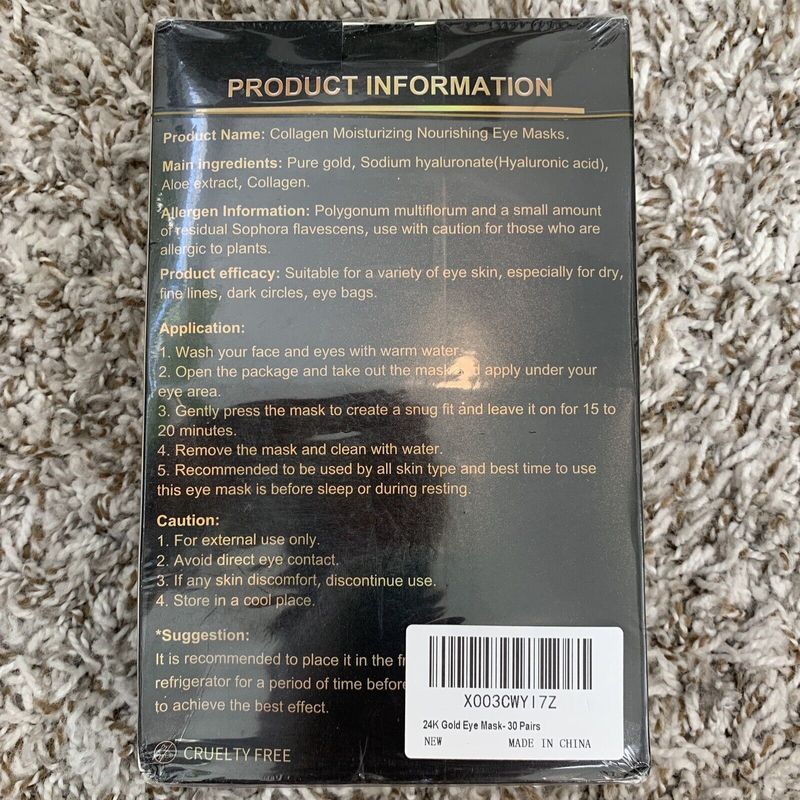 PRODUCT INFORMATION
Product Name: Collagen Moisturizing Nourishing Eye Masks.
Main ingredients: Pure gold, Sodium hyaluronate(Hyaluronic acid),
Aloe extract, Collagen.
Allergen Information: Polygonum multiflorum and a small amount
of residual Sophora flavescens, use with caution for those who are
allergic to plants.
Product efficacy: Suitable for a variety of eye skin, especially for dry,
fine lines, dark circles, eye bags.
Application:
1. Wash your face and eyes with warm water.
2. Open the package and take out the mask and apply under your
eye area.
3. Gently press the mask to create a snug fit and leave it on for 15 to
20 minutes.
4. Remove the mask and clean with water.
5. Recommended to be used by all skin type and best time to use
this eye mask is before sleep or during resting.
Caution:
1. For external use only.
2. Avoid direct eye contact.
3. If any skin discomfort, discontinue use.
4. Store in a cool place.
*Suggestion:
It is recommended to place it in the
refrigerator for a period of time before
to achieve the best effect.
X003CWYI7Z
24K Gold Eye Mask- 30 Pairs
NEW MADE IN CHINA
CRUELTY FREE